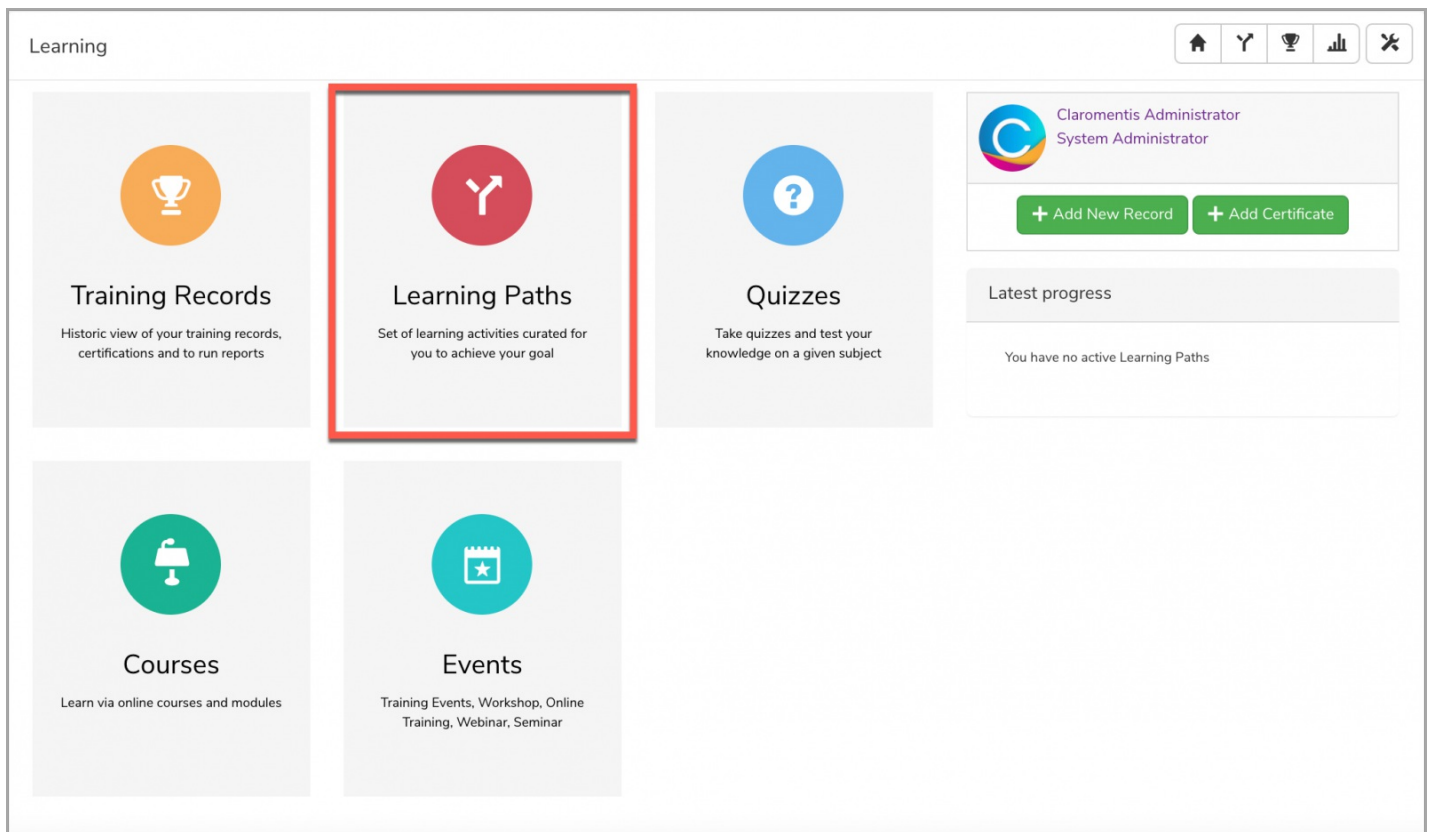 Learning
Training Records
Historic view of your training records,
certifications and to run reports
Learning Paths
Set of learning activities curated for
you to achieve your goal
Quizzes
Take quizzes and test your
knowledge on a given subject
Claromentis Administrator
System Administrator
Add New Record
Add Certificate
Latest progress
You have no active Learning Paths
Courses
Learn via online courses and modules
Events
Training Events, Workshop, Online
Training, Webinar, Seminar